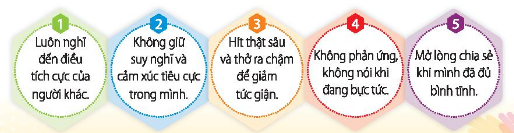 1
Luôn nghĩ
đến điều
tích cực của
người khác.
2
Không giữ
suy nghĩ và
cảm xúc tiêu cực
trong mình.
3
Hít thật sâu
và thở ra chậm
để giảm
tức giận.
4
Không phản ứng,
không nói khi
đang bực tức.
5
Mở lòng chia sẻ
khi mình đã đủ
bình tĩnh.